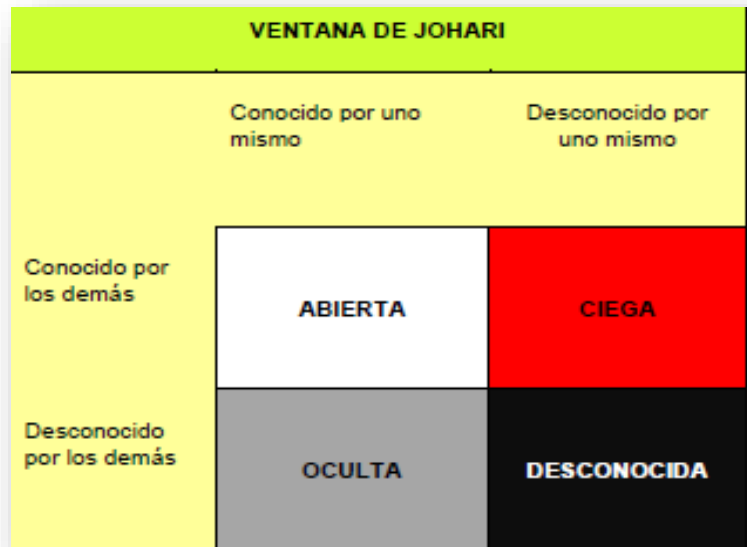 VENTANA DE JOHARI
Conocido por uno
mismo
Desconocido por
uno mismo
Conocido por
los demás
ABIERTA
CIEGA
Desconocido
por los demás
OCULTA
DESCONOCIDA